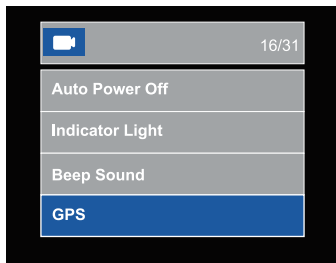 16/31
Auto Power Off
Indicator Light
Beep Sound
GPS